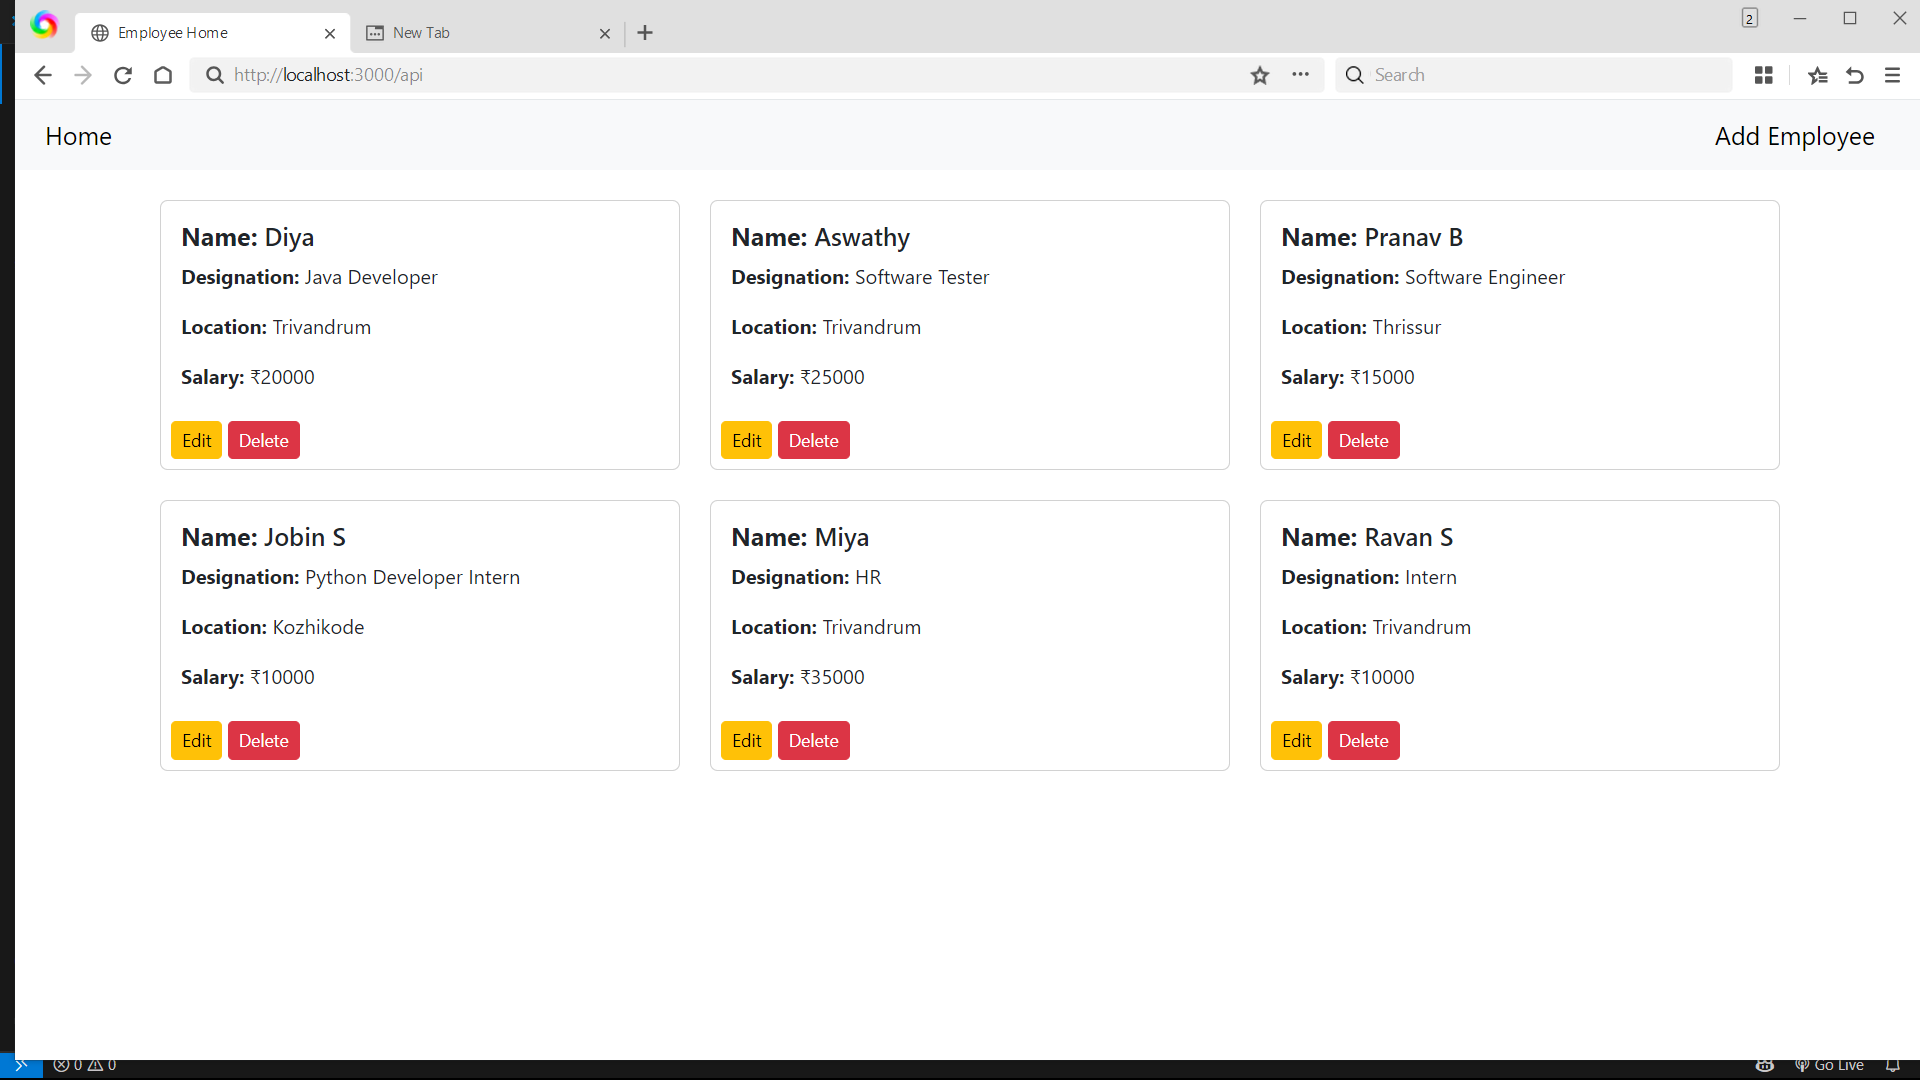 Employee Home
New Tab
2
http://localhost:3000/api
Search
Home
Add Employee
Name: Diya
Designation: Java Developer
Location: Trivandrum
Salary: ₹20000
Edit Delete
Name: Aswathy
Designation: Software Tester
Location: Trivandrum
Salary: ₹25000
Edit Delete
Name: Pranav B
Designation: Software Engineer
Location: Thrissur
Salary: ₹15000
Edit Delete
Name: Jobin S
Designation: Python Developer Intern
Location: Kozhikode
Salary: ₹10000
Edit Delete
Name: Miya
Designation: HR
Location: Trivandrum
Salary: ₹35000
Edit Delete
Name: Ravan S
Designation: Intern
Location: Trivandrum
Salary: ₹10000
Edit Delete
0 0
Go Live